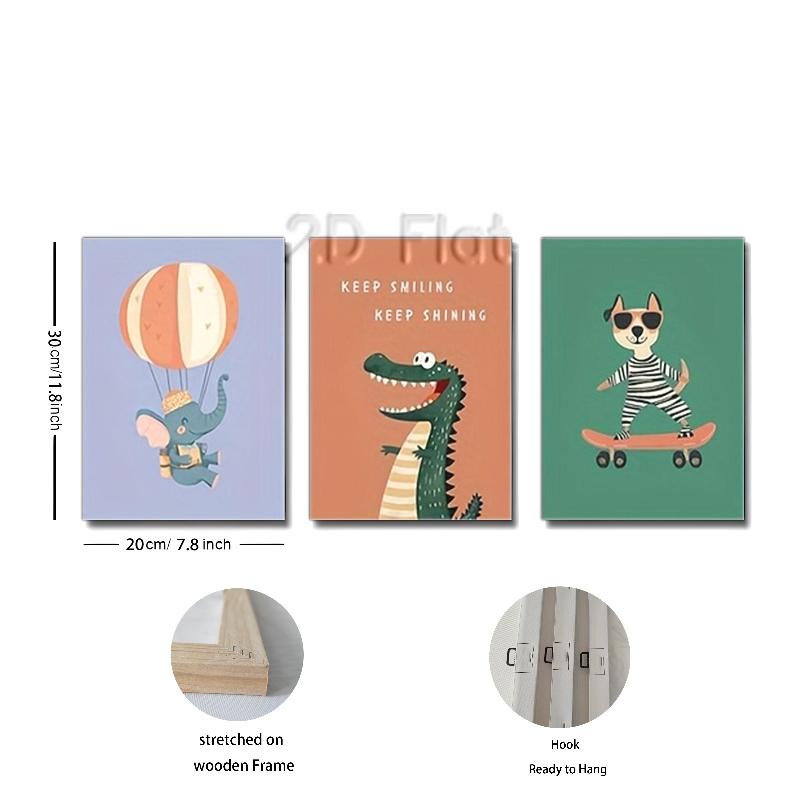 2D Flat
KEEP SMILING
KEEP SHINING
30cm/11.8inch
20cm/ 7.8 inch
stretched on
wooden Frame
Hook
Ready to Hang